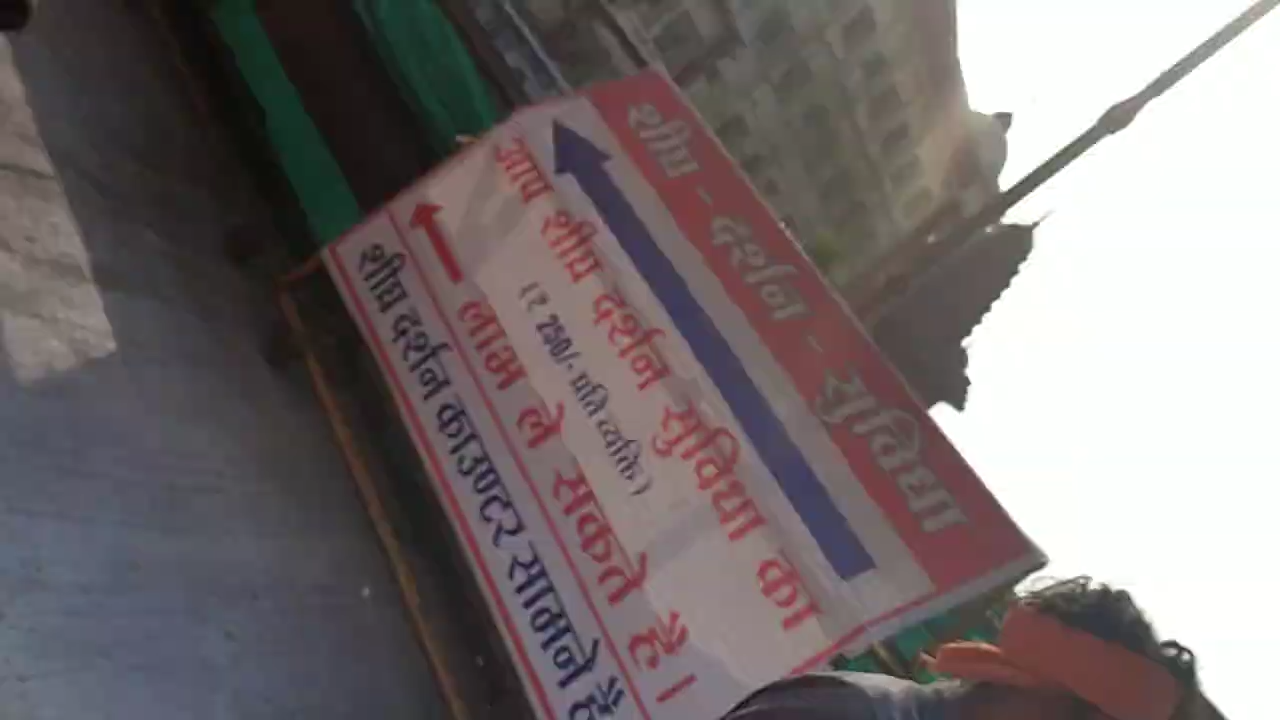 शीघ्र - दर्शन - सुविधा
आप शीघ्र दर्शन सुविधा का
(₹ 250/- प्रति व्यक्ति)
लाभ ले सकते हैं।
शीघ्र दर्शन काउण्टर सामने है